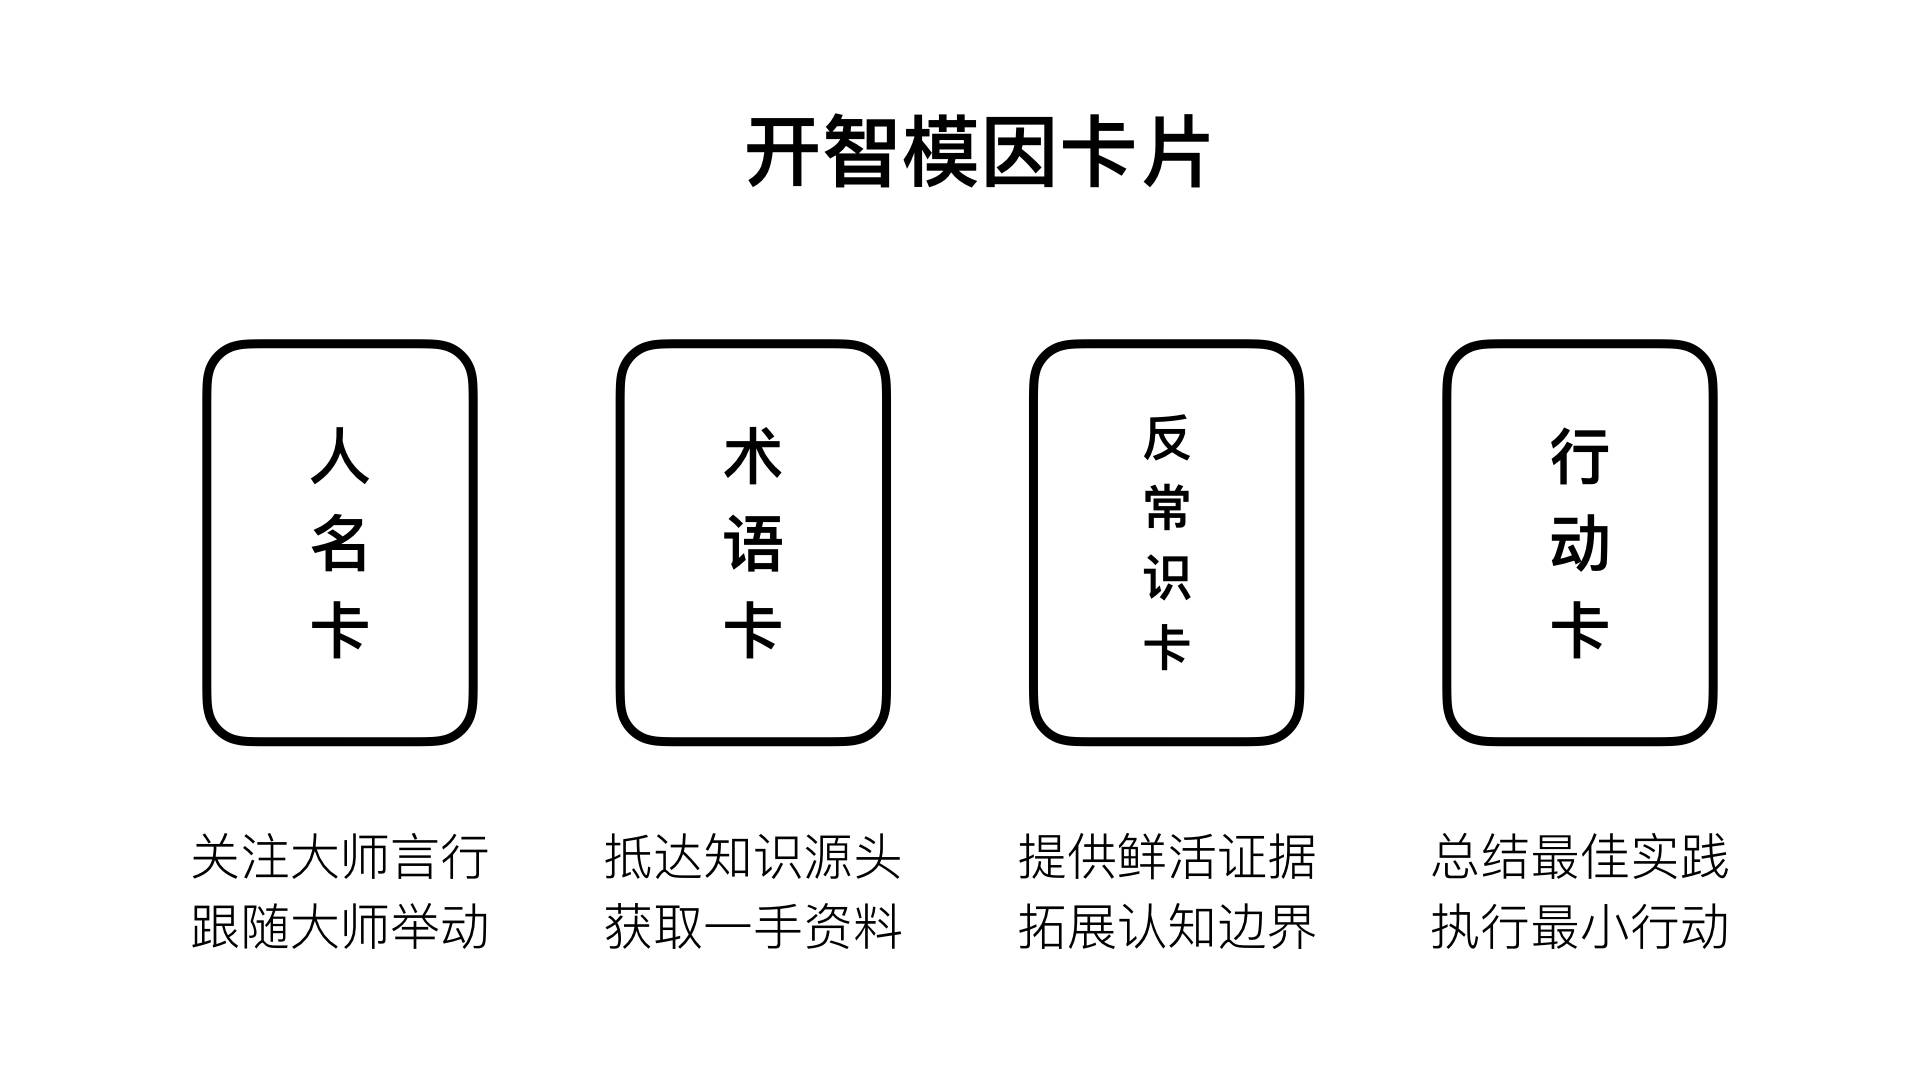 开智模因卡片
人名卡
术语卡
反常识卡
行动卡
关注大师言行
跟随大师举动
抵达知识源头
获取一手资料
提供鲜活证据
拓展认知边界
总结最佳实践
执行最小行动